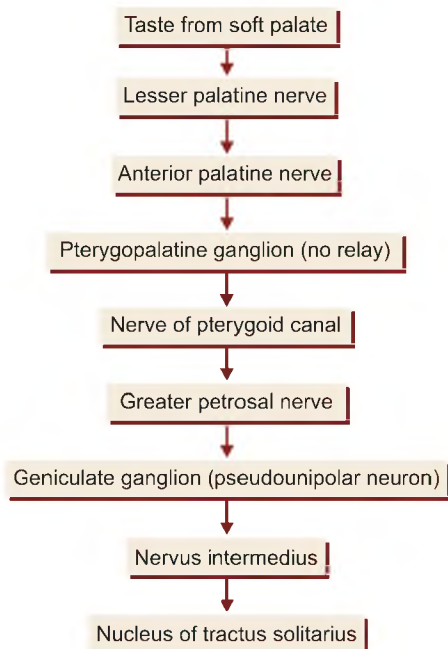 Taste from soft palate
Lesser palatine nerve
Anterior palatine nerve
Pterygopalatine ganglion (no relay)
Nerve of pterygoid canal
Greater petrosal nerve
Geniculate ganglion (pseudounipolar neuron)
Nervus intermedius
Nucleus of tractus solitarius